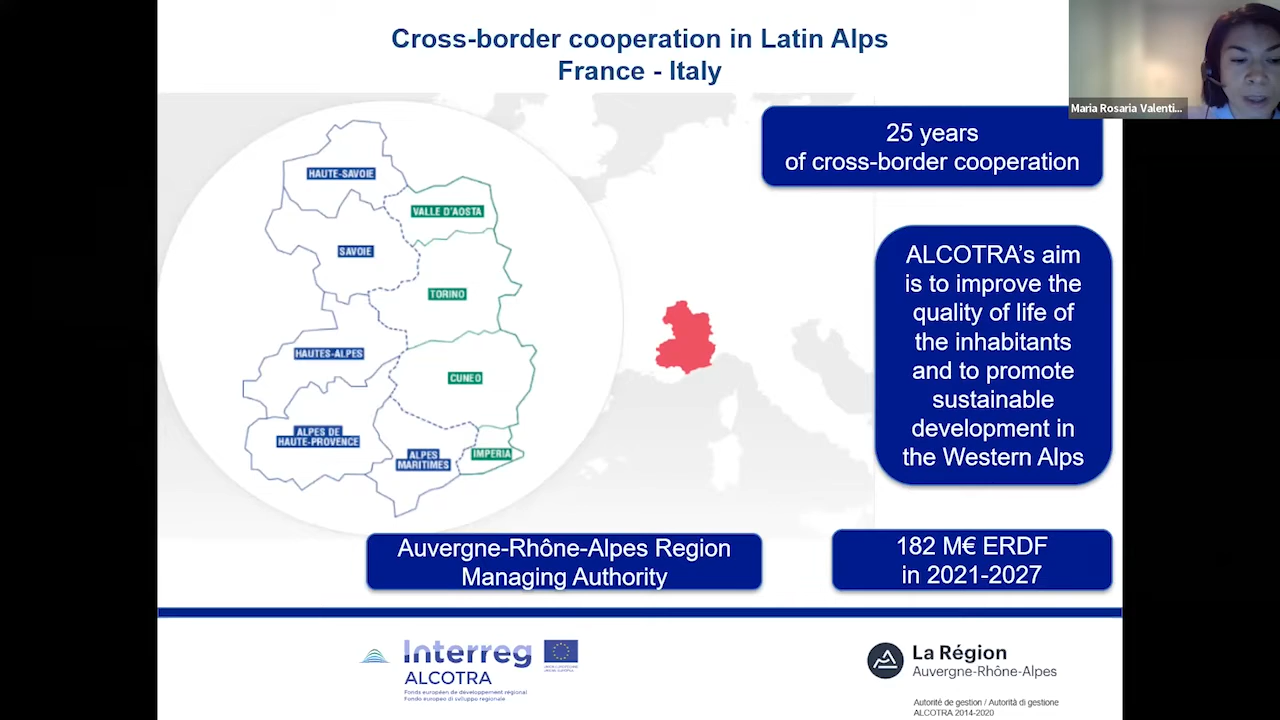 Cross-border cooperation in Latin Alps
France - Italy
Maria Rosaria Valenti...
25 years
of cross-border cooperation
HAUTE-SAVOIE
VALLE D'AOSTA
SAVOIE
TORINO
HAUTES-ALPES
CUNEO
ALPES DE
HAUTE-PROVENCE
ALPES
MARITIMES
IMPERIA
ALCOTRA's aim
is to improve the
quality of life of
the inhabitants
and to promote
sustainable
development in
the Western Alps
Auvergne-Rhône-Alpes Region
Managing Authority
182 M€ ERDF
in 2021-2027
Interreg
ALCOTRA
Fonds européen de développement régional
Fondo europeo di sviluppo regionale
La Région
Auvergne-Rhône-Alpes
Autorité de gestion / Autorità di gestione
ALCOTRA 2014-2020